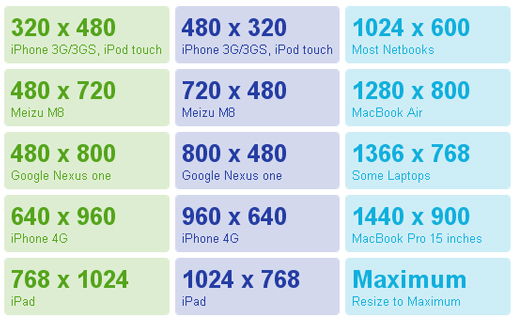 320 x 480
iPhone 3G/3GS, iPod touch
480 x 320
iPhone 3G/3GS, iPod touch
1024 x 600
Most Netbooks
480 x 720
Meizu M8
720 x 480
Meizu M8
1280 x 800
MacBook Air
480 x 800
Google Nexus one
800 x 480
Google Nexus one
1366 x 768
Some Laptops
640 x 960
iPhone 4G
960 x 640
iPhone 4G
1440 x 900
MacBook Pro 15 inches
768 x 1024
iPad
1024 x 768
iPad
Maximum
Resize to Maximum